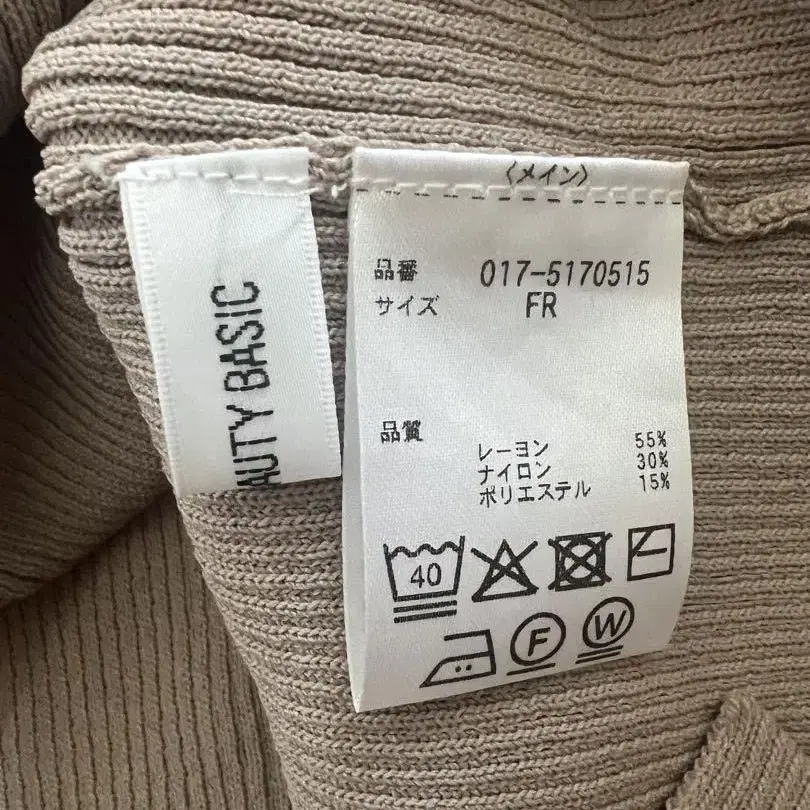 AUTY BASIC
〈メイン〉
品番 017-5170515
サイズ FR
品質
レーヨン 55%
ナイロン 30%
ポリエステル 15%
40
F W